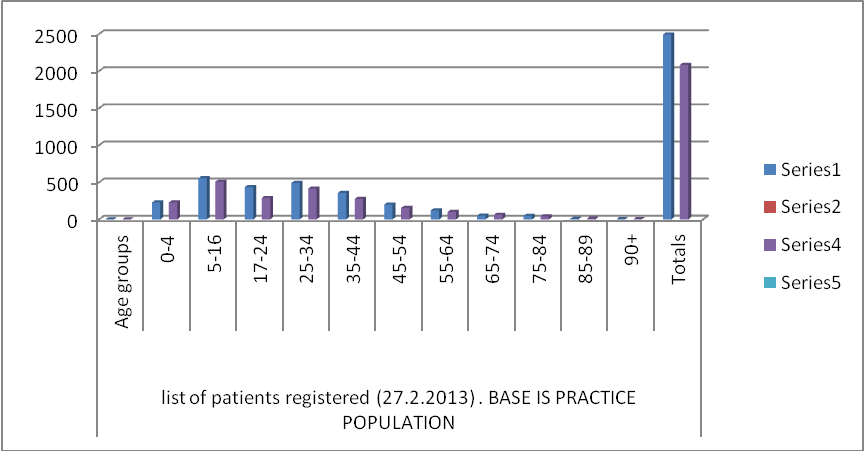 2500
2000
1500
1000
500
0
Age groups
0-4
5-16
17-24
25-34
35-44
45-54
55-64
65-74
75-84
85-89
90+
Totals
list of patients registered (27.2.2013) . BASE IS PRACTICE
POPULATION
Series1
Series2
Series4
Series5